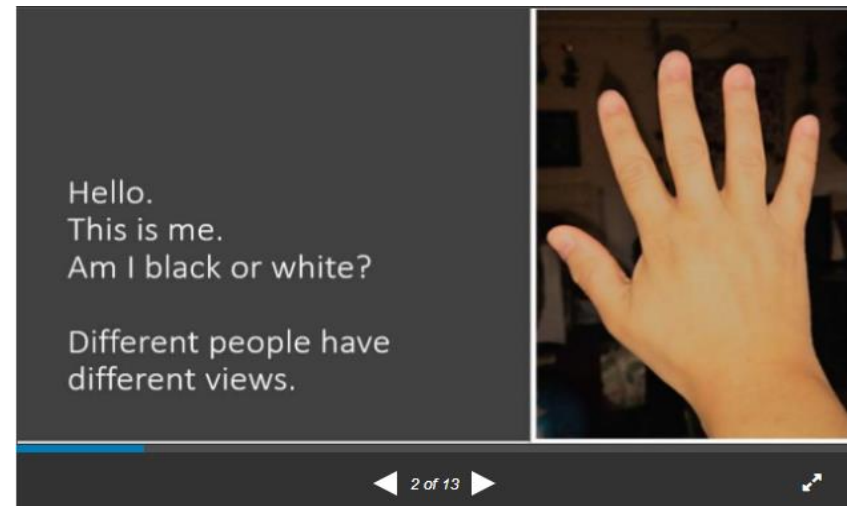 Hello.
This is me.
Am I black or white?
Different people have
different views.
2 of 13